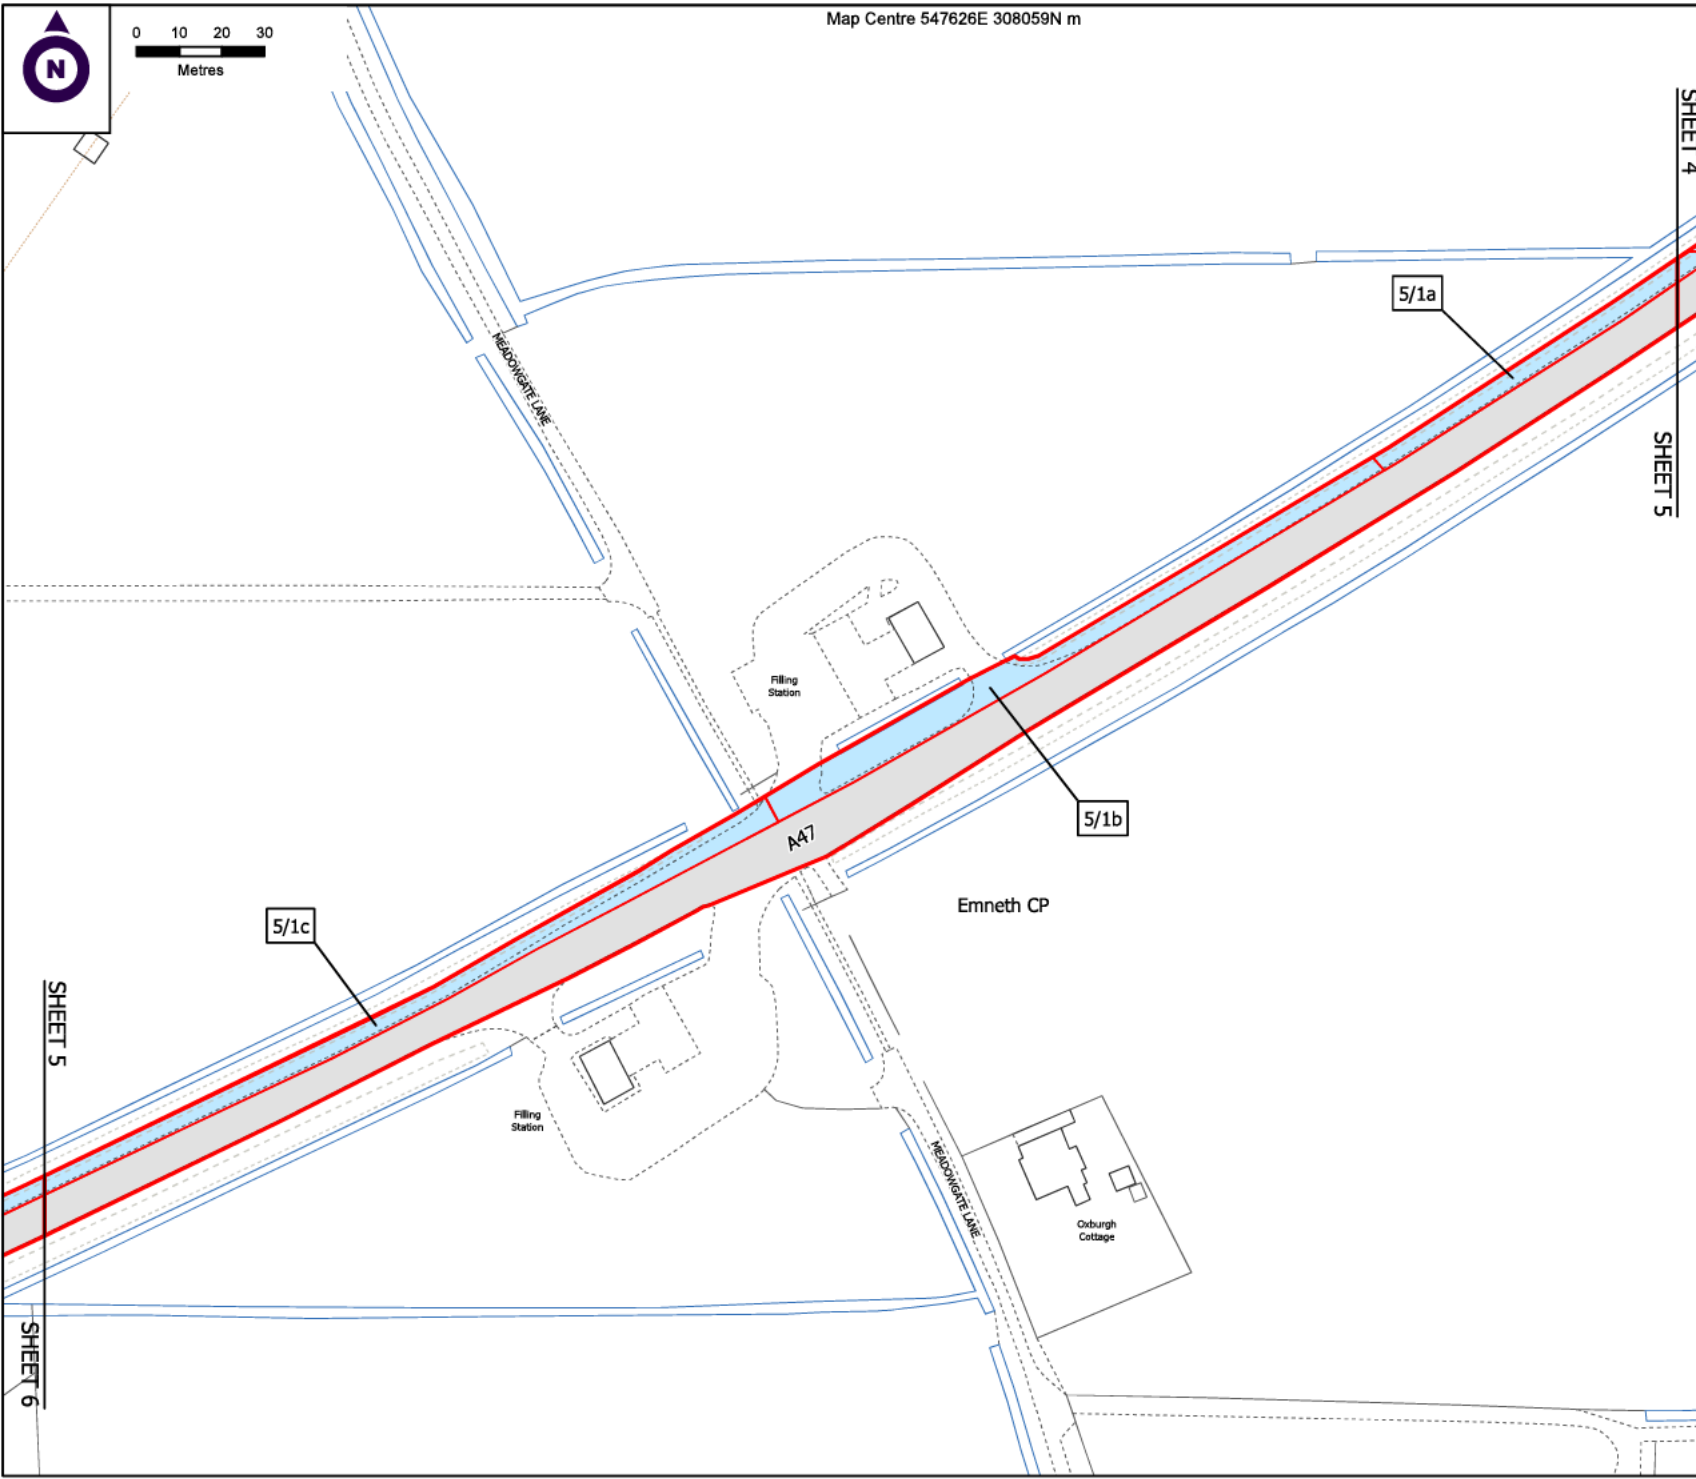 Map Centre 547626E 308059N m
N
0 10 20 30
Metres
SHEET 4
SHEET 5
5/1a
MEADOWGATE LANE
Filling
Station
A47
5/1b
Emneth CP
5/1c
SHEET 5
SHEET 6
Filling
Station
MEADOWGATE LANE
Oxburgh
Cottage